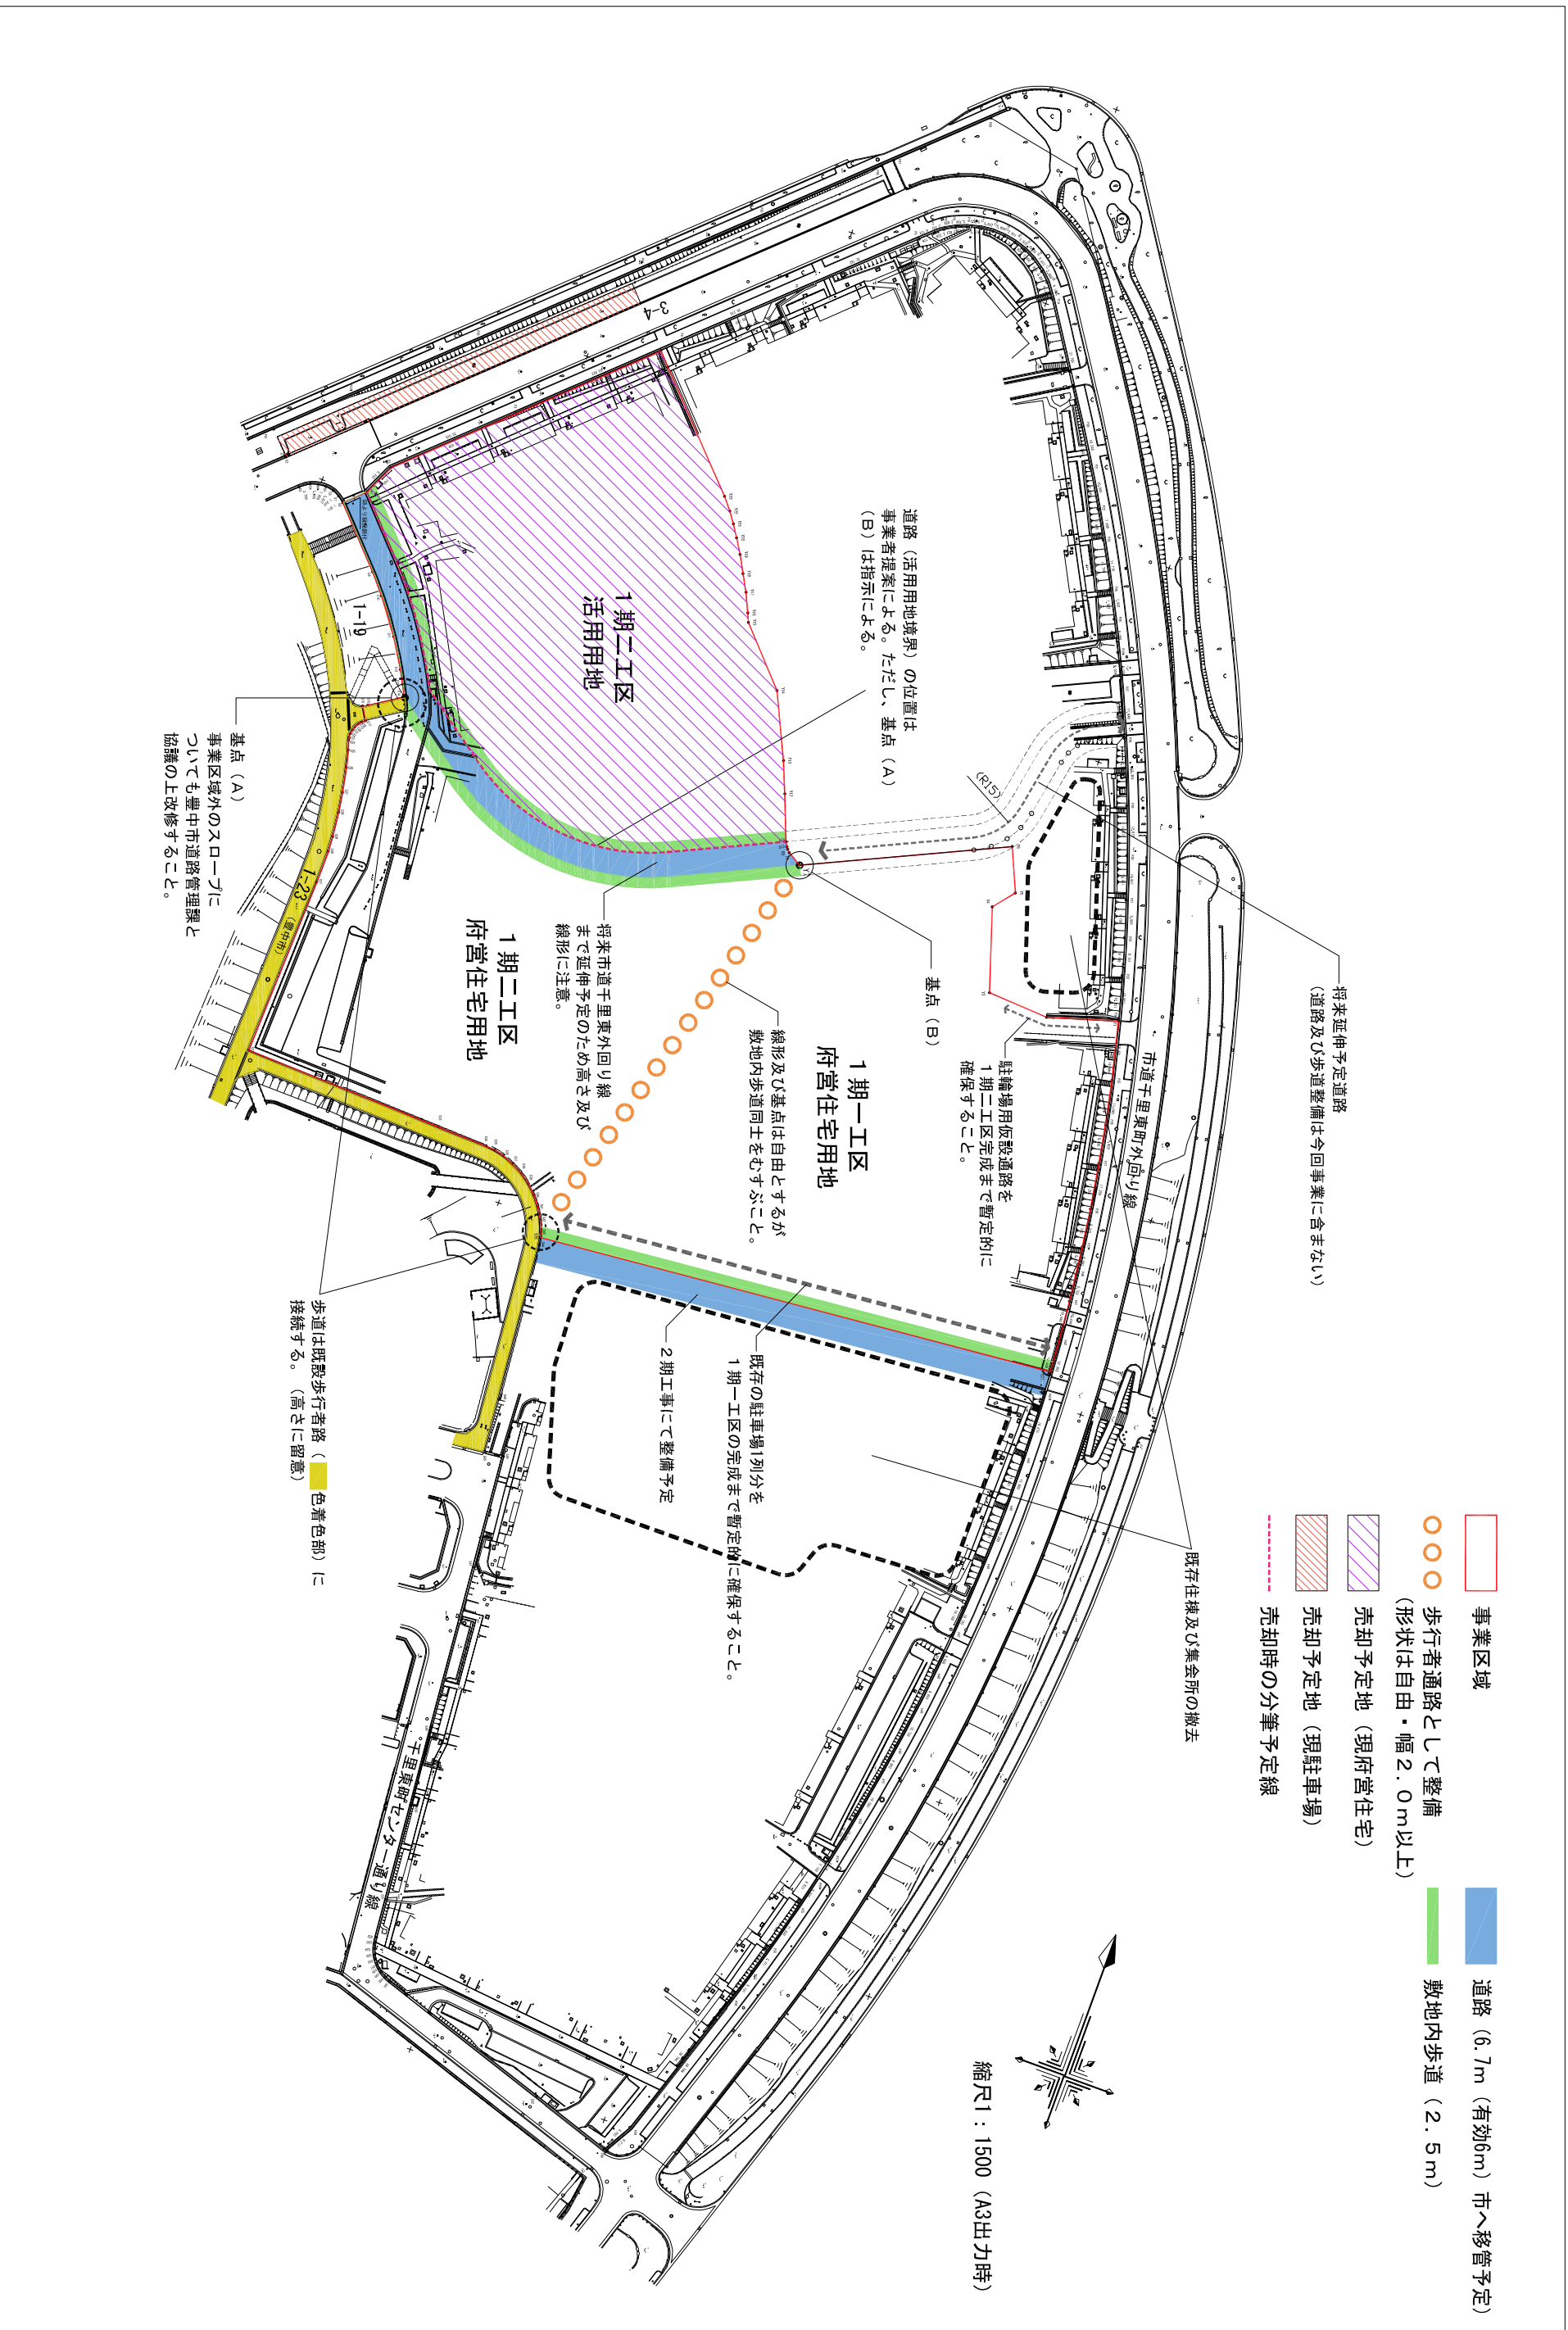 事業区域
歩行者通路として整備
(形状は自由・幅2.0m以上)
売却予定地(現府営住宅)
売却予定地(現駐車場)
売却時の分筆予定線
道路(6.7m(有効6m)市へ移管予定)
敷地内歩道(2.5m)
縮尺1:1500(A3出力時)
将来延伸予定道路
(道路及び歩道整備は今回事業に含まない)
既存住棟及び集会所の撤去
市道千里東町外回り線
駐輪場用仮設通路を
1期二工区完成まで暫定的に
確保すること。
(R15)
基点(B)
道路(活用用地境界)の位置は
事業者提案による。ただし、基点(A)
(B)は指示による。
1期一工区
府営住宅用地
線形及び基点は自由とするが
敷地内歩道同士をむすぶこと。
既存の駐車場1列分を
1期一工区の完成まで暫定的に確保すること。
2期工事にて整備予定
3-4
1期二工区
活用用地
将来市道千里東外回り線
まで延伸予定のため高さ及び
線形に注意。
1期二工区
府営住宅用地
1-19
1-23
(豊中市)
千里東町センター通り線
歩道は既設歩行者路(色着色部)に
接続する。(高さに留意)
基点(A)
事業区域外のスロープに
ついても豊中市道路管理課と
協議の上改修すること。